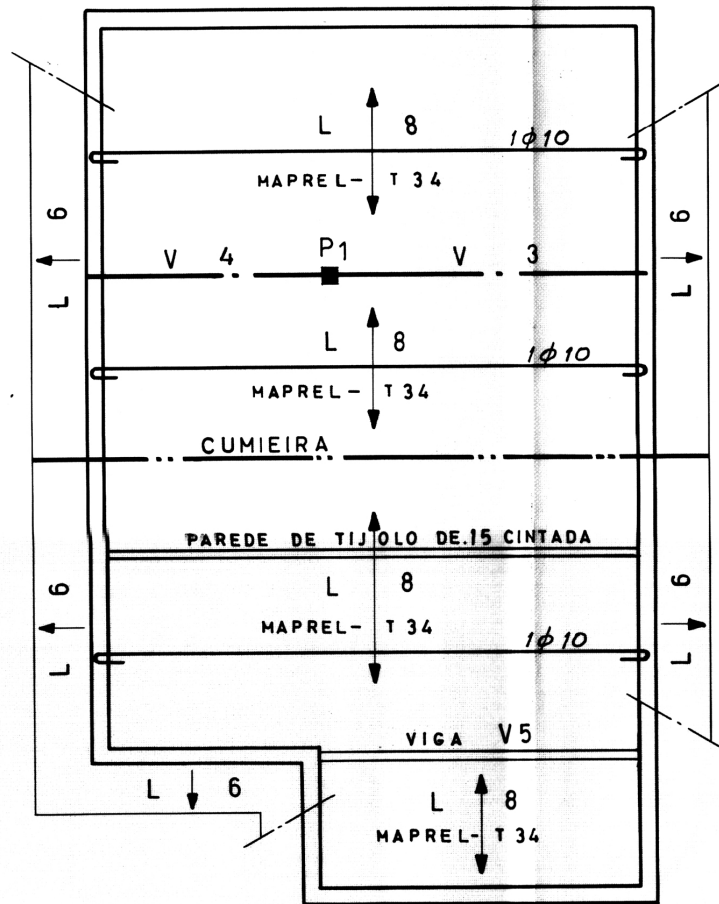 L 8
1φ10
MAPREL- T 34
L 6
L 6
V 4
P1
V 3
L 8
1φ10
MAPREL- T 34
CUMIEIRA
PAREDE DE TIJOLO DE.15 CINTADA
L 6
L 8
L 6
MAPREL- T 34
1φ10
VIGA V5
L 6
L 8
MAPREL- T 34